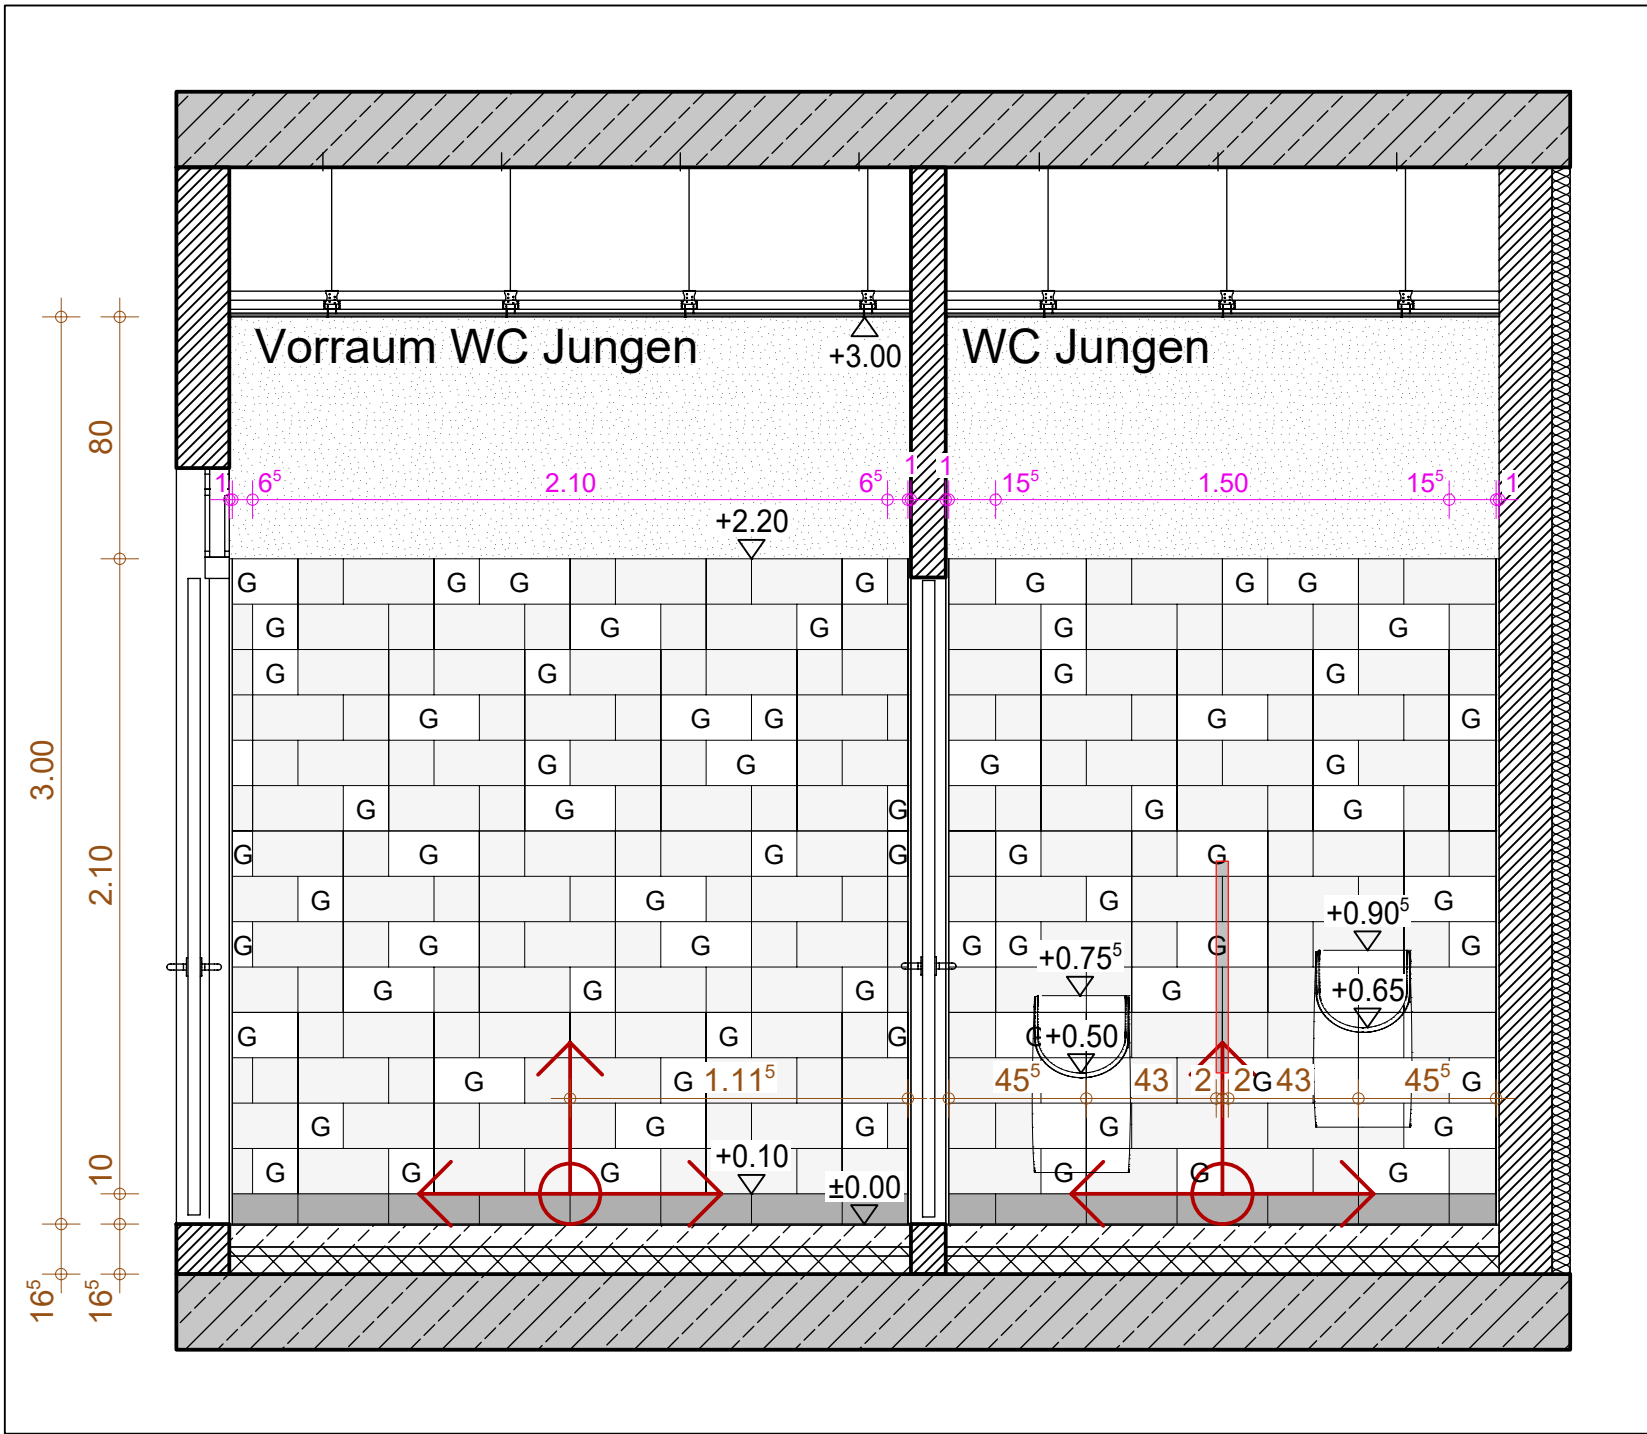 Vorraum WC Jungen
+3.00
WC Jungen
80
1 6⁵ 2.10 6⁵ 1 1 15⁵ 1.50 15⁵ 1
+2.20
G G G G G G G
G G G G G
G G G G
G G G G G
G G G G
G G G G G
G G G G G G
G G G G
G G G G G G G
G G G G
G G G G
G G G G
G G G G G
G G G G G G
3.00
2.10
+0.90⁵
+0.75⁵
+0.65
+0.50
1.11⁵ 45⁵ 43 2 2 43 45⁵
+0.10
10
±0.00
16⁵ 16⁵